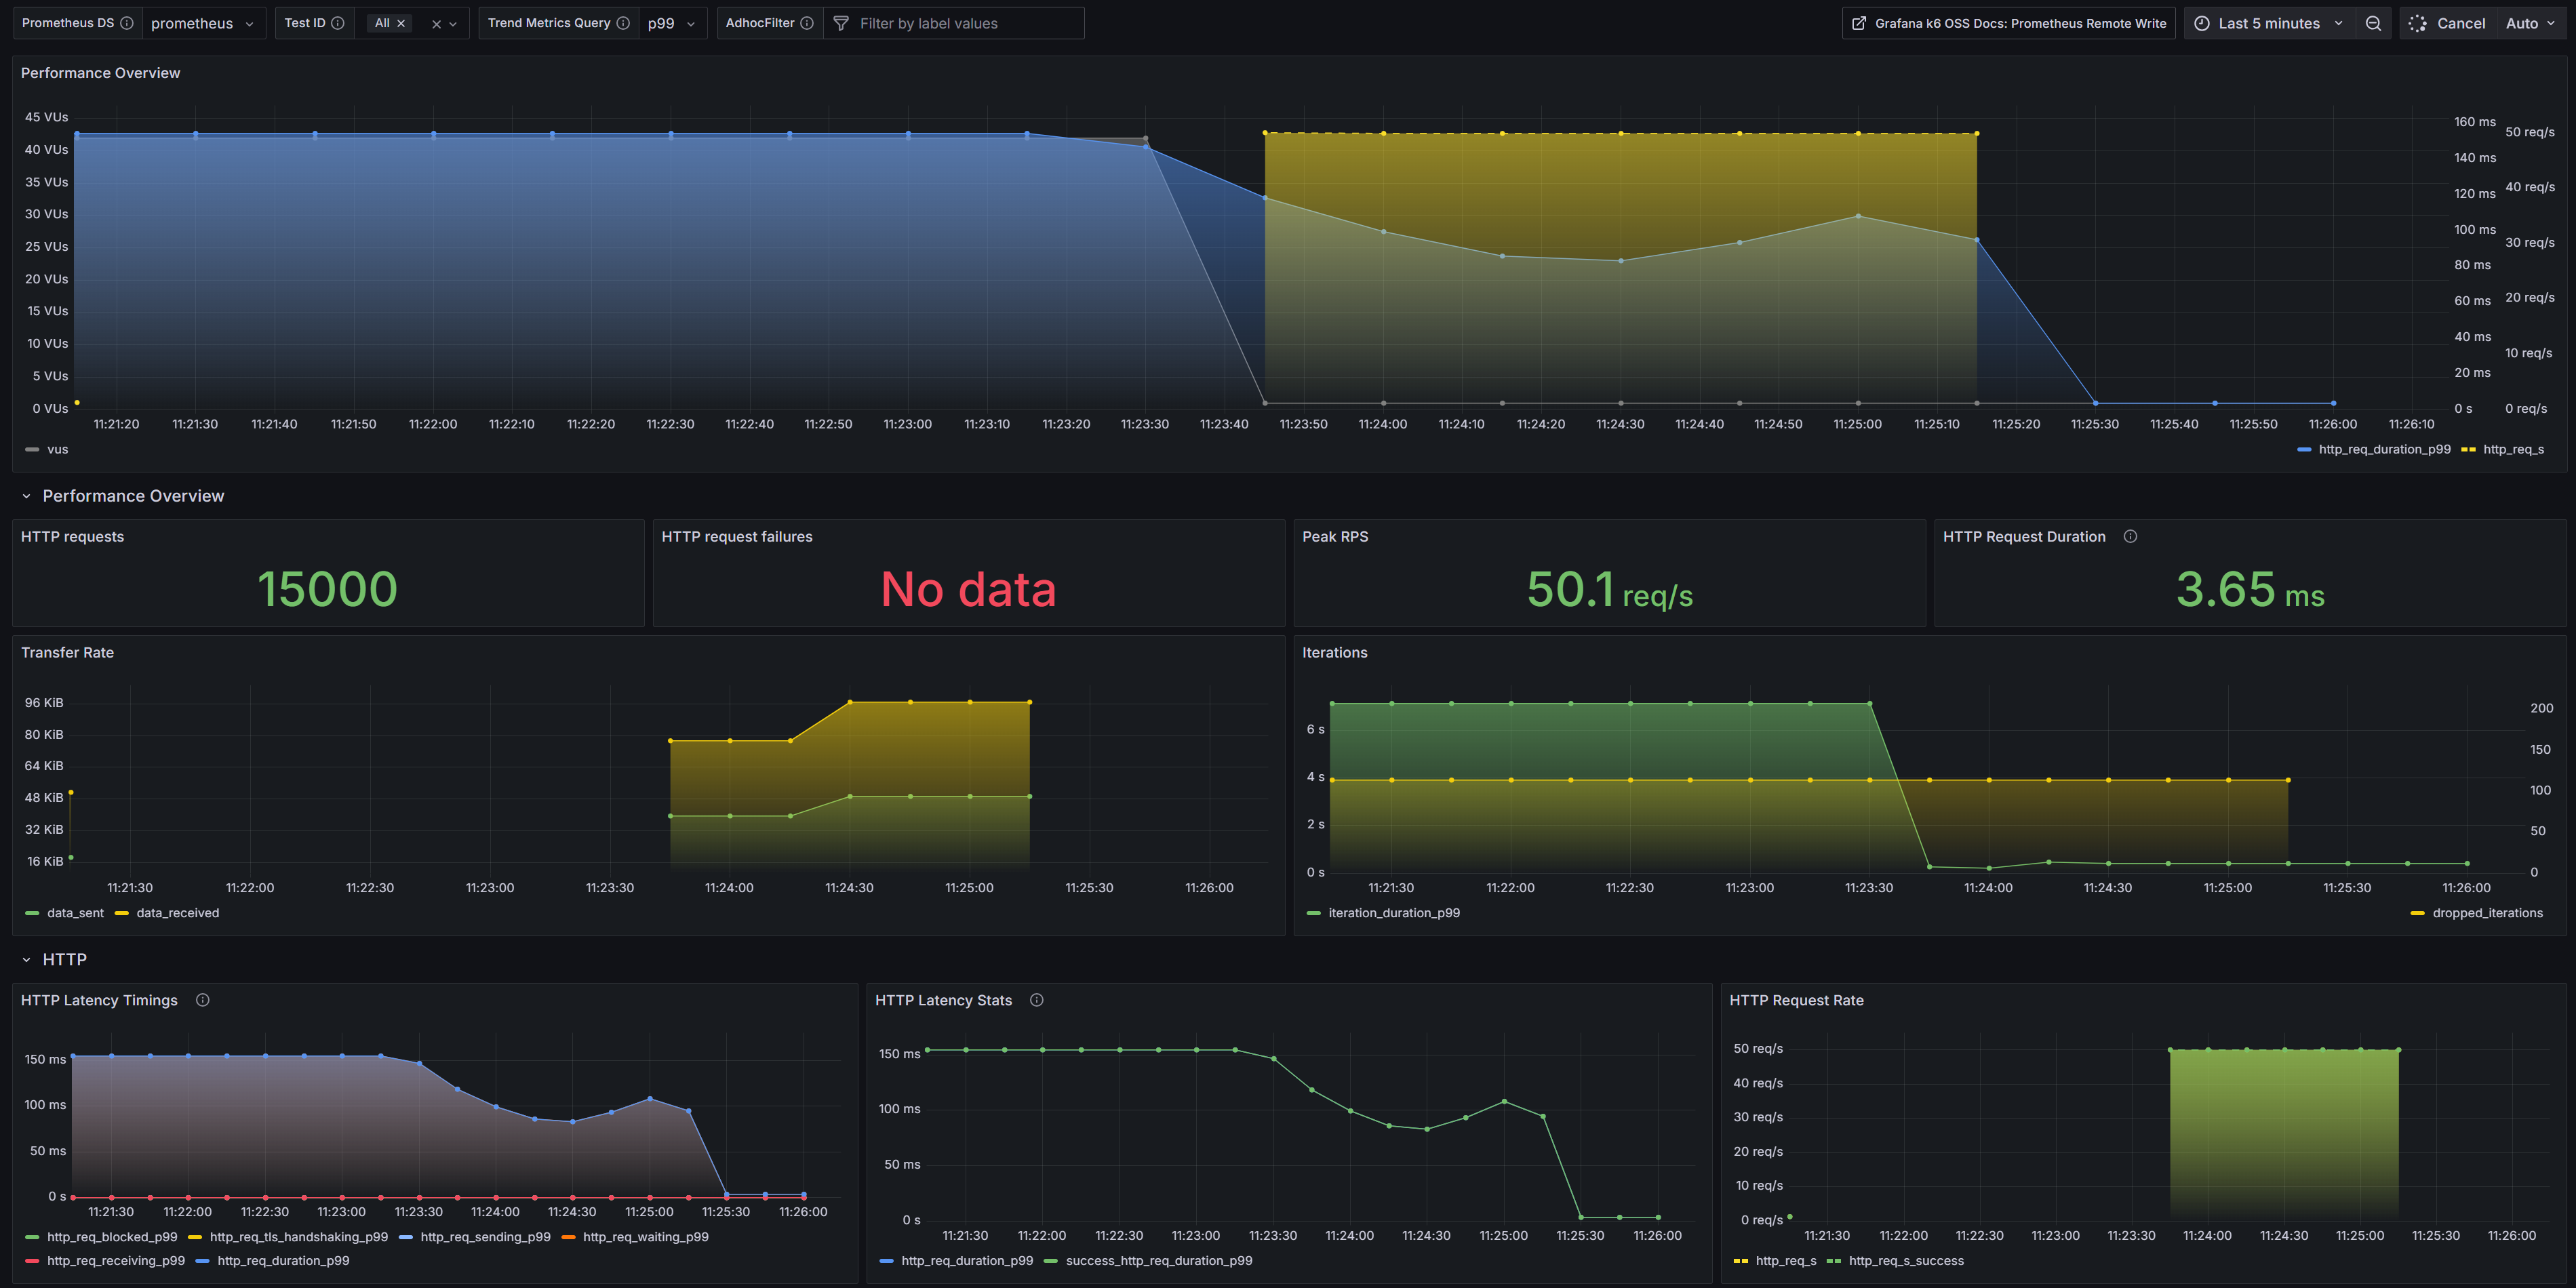 Prometheus DS prometheus Test ID All Trend Metrics Query p99 AdhocFilter Filter by label values Grafana k6 OSS Docs: Prometheus Remote Write Last 5 minutes Cancel Auto
Performance Overview
45 VUs
40 VUs
35 VUs
30 VUs
25 VUs
20 VUs
15 VUs
10 VUs
5 VUs
0 VUs
160 ms
140 ms
120 ms
100 ms
80 ms
60 ms
40 ms
20 ms
0 s
50 req/s
40 req/s
30 req/s
20 req/s
10 req/s
0 req/s
11:21:20 11:21:30 11:21:40 11:21:50 11:22:00 11:22:10 11:22:20 11:22:30 11:22:40 11:22:50 11:23:00 11:23:10 11:23:20 11:23:30 11:23:40 11:23:50 11:24:00 11:24:10 11:24:20 11:24:30 11:24:40 11:24:50 11:25:00 11:25:10 11:25:20 11:25:30 11:25:40 11:25:50 11:26:00 11:26:10
vus http_req_duration_p99 http_req_s
Performance Overview
HTTP requests
15000
HTTP request failures
No data
Peak RPS
50.1 req/s
HTTP Request Duration
3.65 ms
Transfer Rate
96 KiB
80 KiB
64 KiB
48 KiB
32 KiB
16 KiB
11:21:30 11:22:00 11:22:30 11:23:00 11:23:30 11:24:00 11:24:30 11:25:00 11:25:30 11:26:00
data_sent data_received
Iterations
6 s
4 s
2 s
0 s
200
150
100
50
0
11:21:30 11:22:00 11:22:30 11:23:00 11:23:30 11:24:00 11:24:30 11:25:00 11:25:30 11:26:00
iteration_duration_p99 dropped_iterations
HTTP
HTTP Latency Timings
150 ms
100 ms
50 ms
0 s
11:21:30 11:22:00 11:22:30 11:23:00 11:23:30 11:24:00 11:24:30 11:25:00 11:25:30 11:26:00
http_req_blocked_p99 http_req_tls_handshaking_p99 http_req_sending_p99 http_req_waiting_p99
http_req_receiving_p99 http_req_duration_p99
HTTP Latency Stats
150 ms
100 ms
50 ms
0 s
11:21:30 11:22:00 11:22:30 11:23:00 11:23:30 11:24:00 11:24:30 11:25:00 11:25:30 11:26:00
http_req_duration_p99 success_http_req_duration_p99
HTTP Request Rate
50 req/s
40 req/s
30 req/s
20 req/s
10 req/s
0 req/s
11:21:30 11:22:00 11:22:30 11:23:00 11:23:30 11:24:00 11:24:30 11:25:00 11:25:30 11:26:00
http_req_s http_req_s_success